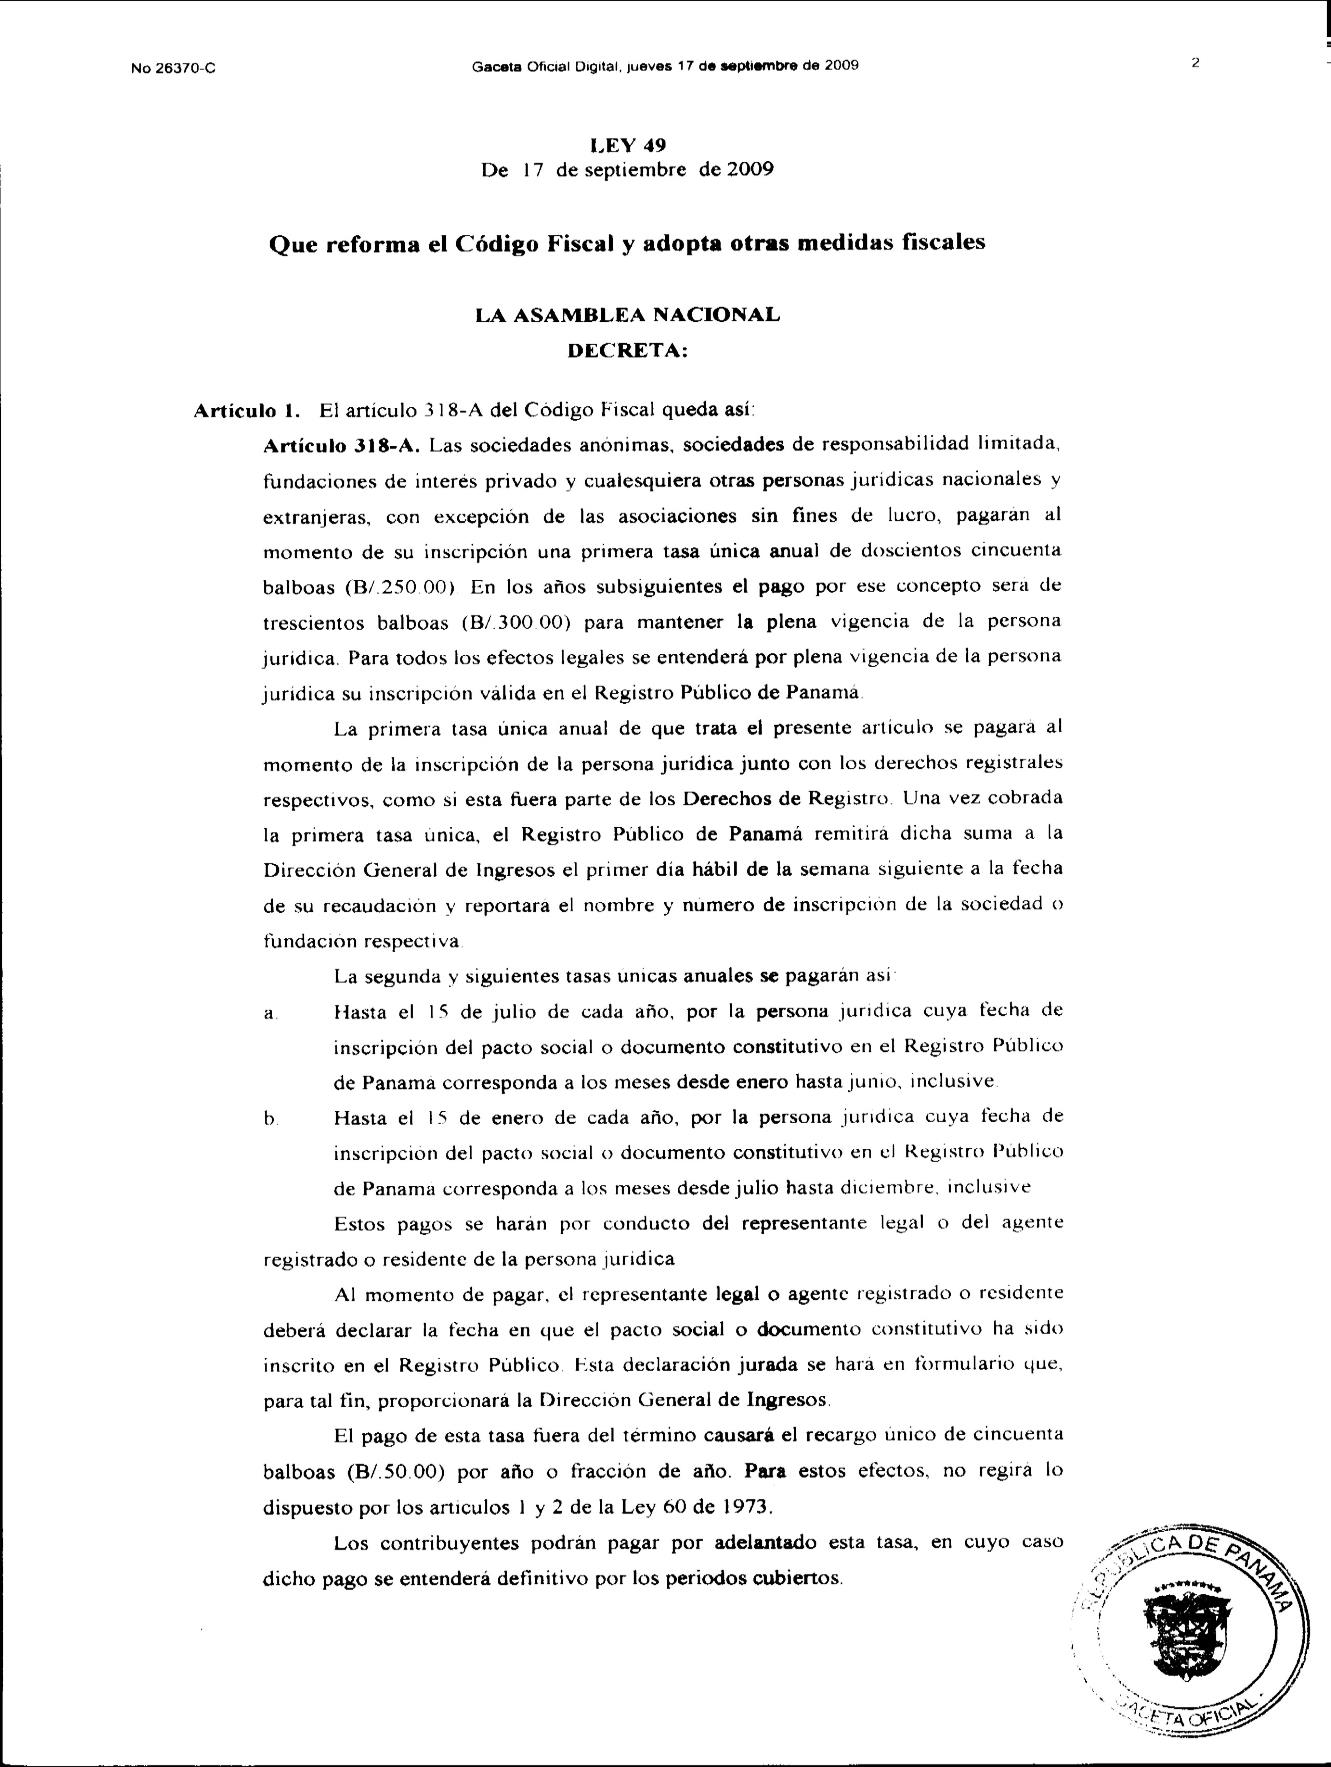 No 26370-C
Gaceta Oficial Digital, jueves 17 de septiembre de 2009
2
LEY 49
De 17 de septiembre de 2009
Que reforma el Código Fiscal y adopta otras medidas fiscales
LA ASAMBLEA NACIONAL
DECRETA:
Artículo 1. El artículo 318-A del Código Fiscal queda así:
Artículo 318-A. Las sociedades anónimas, sociedades de responsabilidad limitada,
fundaciones de interés privado y cualesquiera otras personas jurídicas nacionales y
extranjeras, con excepción de las asociaciones sin fines de lucro, pagarán al
momento de su inscripción una primera tasa única anual de doscientos cincuenta
balboas (B/.250.00). En los años subsiguientes el pago por ese concepto será de
trescientos balboas (B/.300.00) para mantener la plena vigencia de la persona
jurídica. Para todos los efectos legales se entenderá por plena vigencia de la persona
jurídica su inscripción válida en el Registro Público de Panamá.
La primera tasa única anual de que trata el presente artículo se pagará al
momento de la inscripción de la persona jurídica junto con los derechos registrales
respectivos, como si esta fuera parte de los Derechos de Registro. Una vez cobrada
la primera tasa única, el Registro Público de Panamá remitirá dicha suma a la
Dirección General de Ingresos el primer día hábil de la semana siguiente a la fecha
de su recaudación y reportará el nombre y número de inscripción de la sociedad o
fundación respectiva.
La segunda y siguientes tasas únicas anuales se pagarán así:
a. Hasta el 15 de julio de cada año, por la persona jurídica cuya fecha de
inscripción del pacto social o documento constitutivo en el Registro Público
de Panamá corresponda a los meses desde enero hasta junio, inclusive.
b. Hasta el 15 de enero de cada año, por la persona jurídica cuya fecha de
inscripción del pacto social o documento constitutivo en el Registro Público
de Panamá corresponda a los meses desde julio hasta diciembre, inclusive
Estos pagos se harán por conducto del representante legal o del agente
registrado o residente de la persona jurídica
Al momento de pagar, el representante legal o agente registrado o residente
deberá declarar la fecha en que el pacto social o documento constitutivo ha sido
inscrito en el Registro Público. Esta declaración jurada se hará en formulario que,
para tal fin, proporcionará la Dirección General de Ingresos.
El pago de esta tasa fuera del término causará el recargo único de cincuenta
balboas (B/.50.00) por año o fracción de año. Para estos efectos, no regirá lo
dispuesto por los artículos 1 y 2 de la Ley 60 de 1973.
Los contribuyentes podrán pagar por adelantado esta tasa, en cuyo caso
dicho pago se entenderá definitivo por los períodos cubiertos.
REPÚBLICA DE PANAMÁ
GACETA OFICIAL